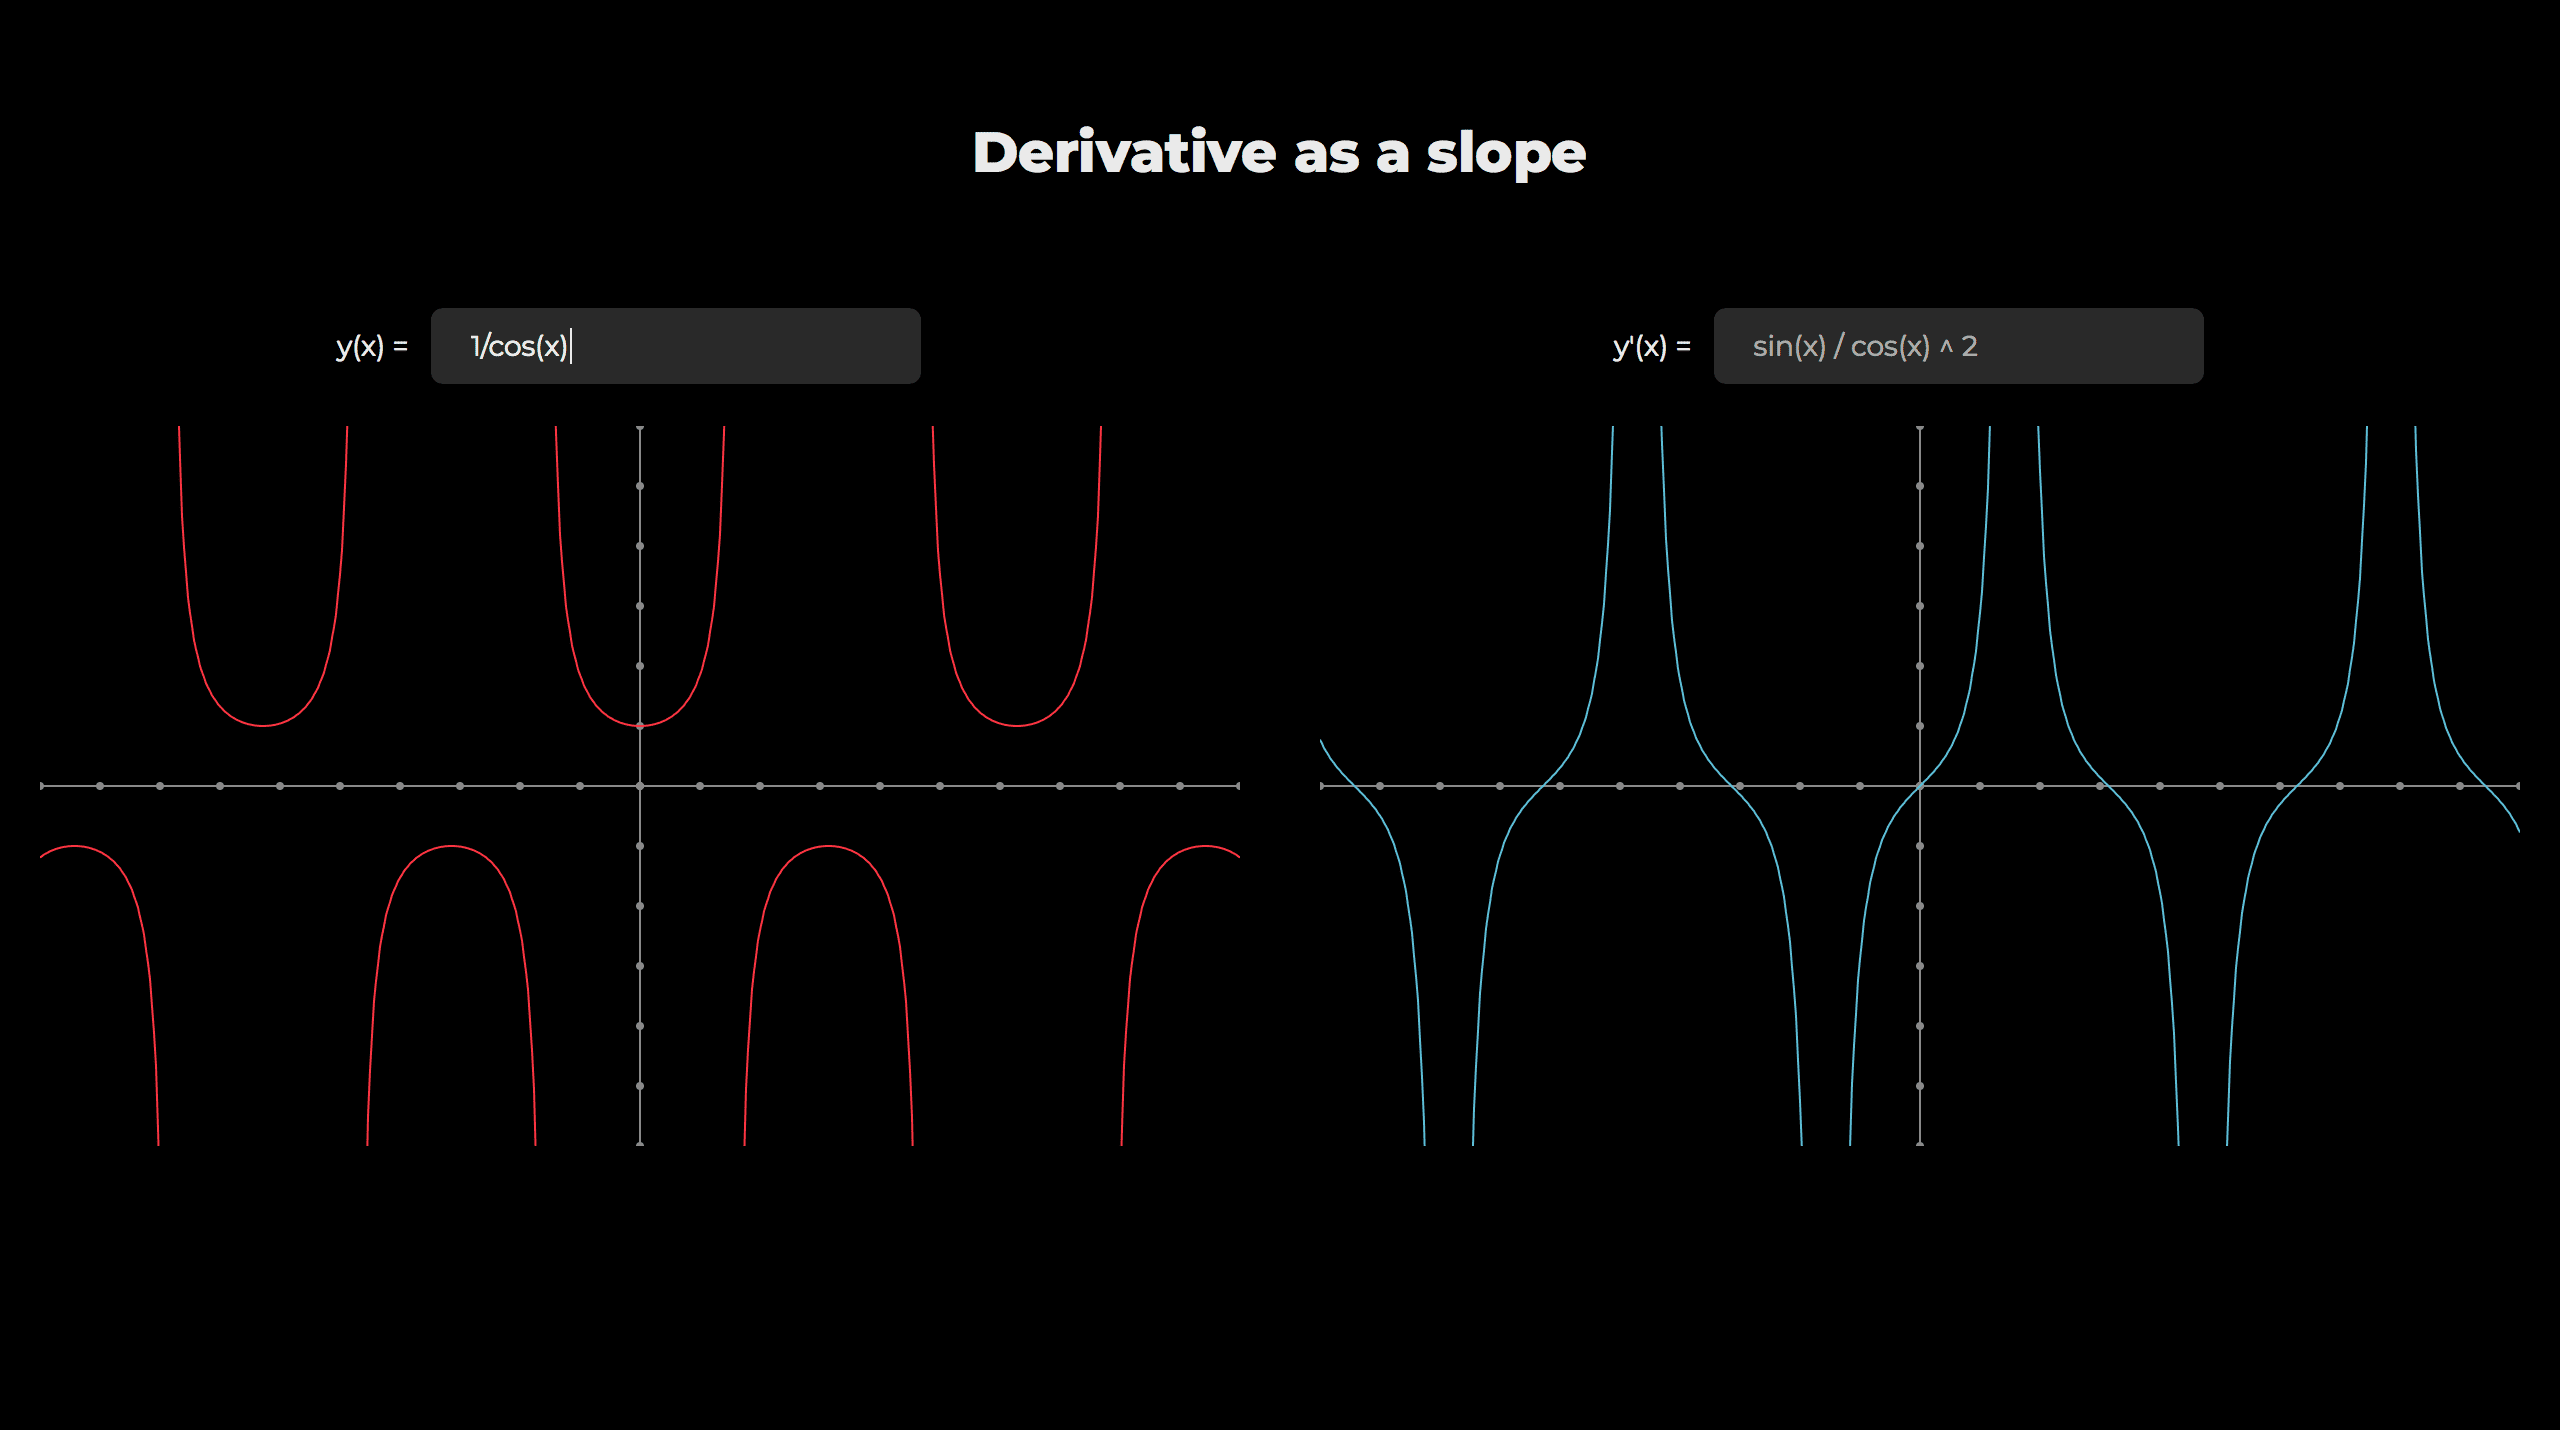 Derivative as a slope
y(x) = 1/cos(x)
y'(x) = sin(x) / cos(x) ^ 2